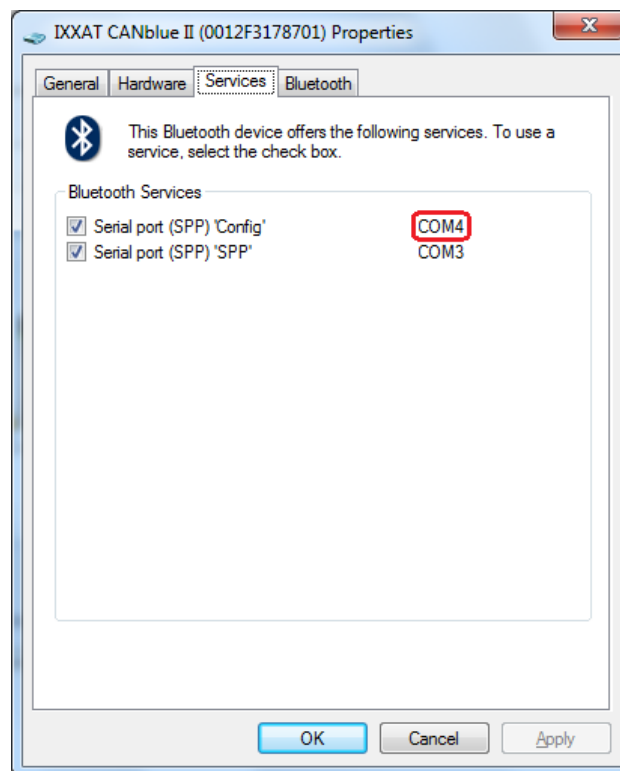 IXXAT CANblue II (0012F3178701) Properties
General Hardware Services Bluetooth
This Bluetooth device offers the following services. To use a
service, select the check box.
Bluetooth Services
Serial port (SPP) 'Config' COM4
Serial port (SPP) 'SPP' COM3
OK Cancel Apply